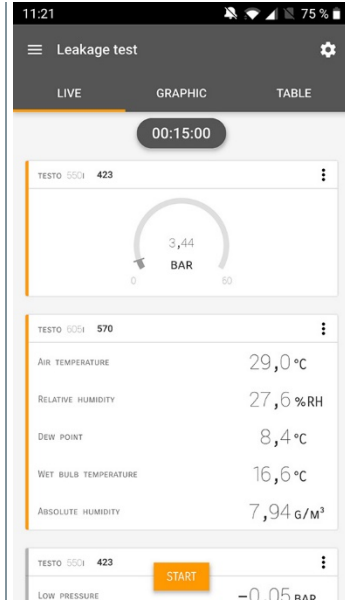 11:21 75 %
Leakage test
LIVE GRAPHIC TABLE
00:15:00
TESTO 550I 423
3,44
BAR
0 60
TESTO 605I 570
AIR TEMPERATURE 29,0 °C
RELATIVE HUMIDITY 27,6 %RH
DEW POINT 8,4 °C
WET BULB TEMPERATURE 16,6 °C
ABSOLUTE HUMIDITY 7,94 G/M³
TESTO 550I 423
START
LOW PRESSURE -0,05 BAR